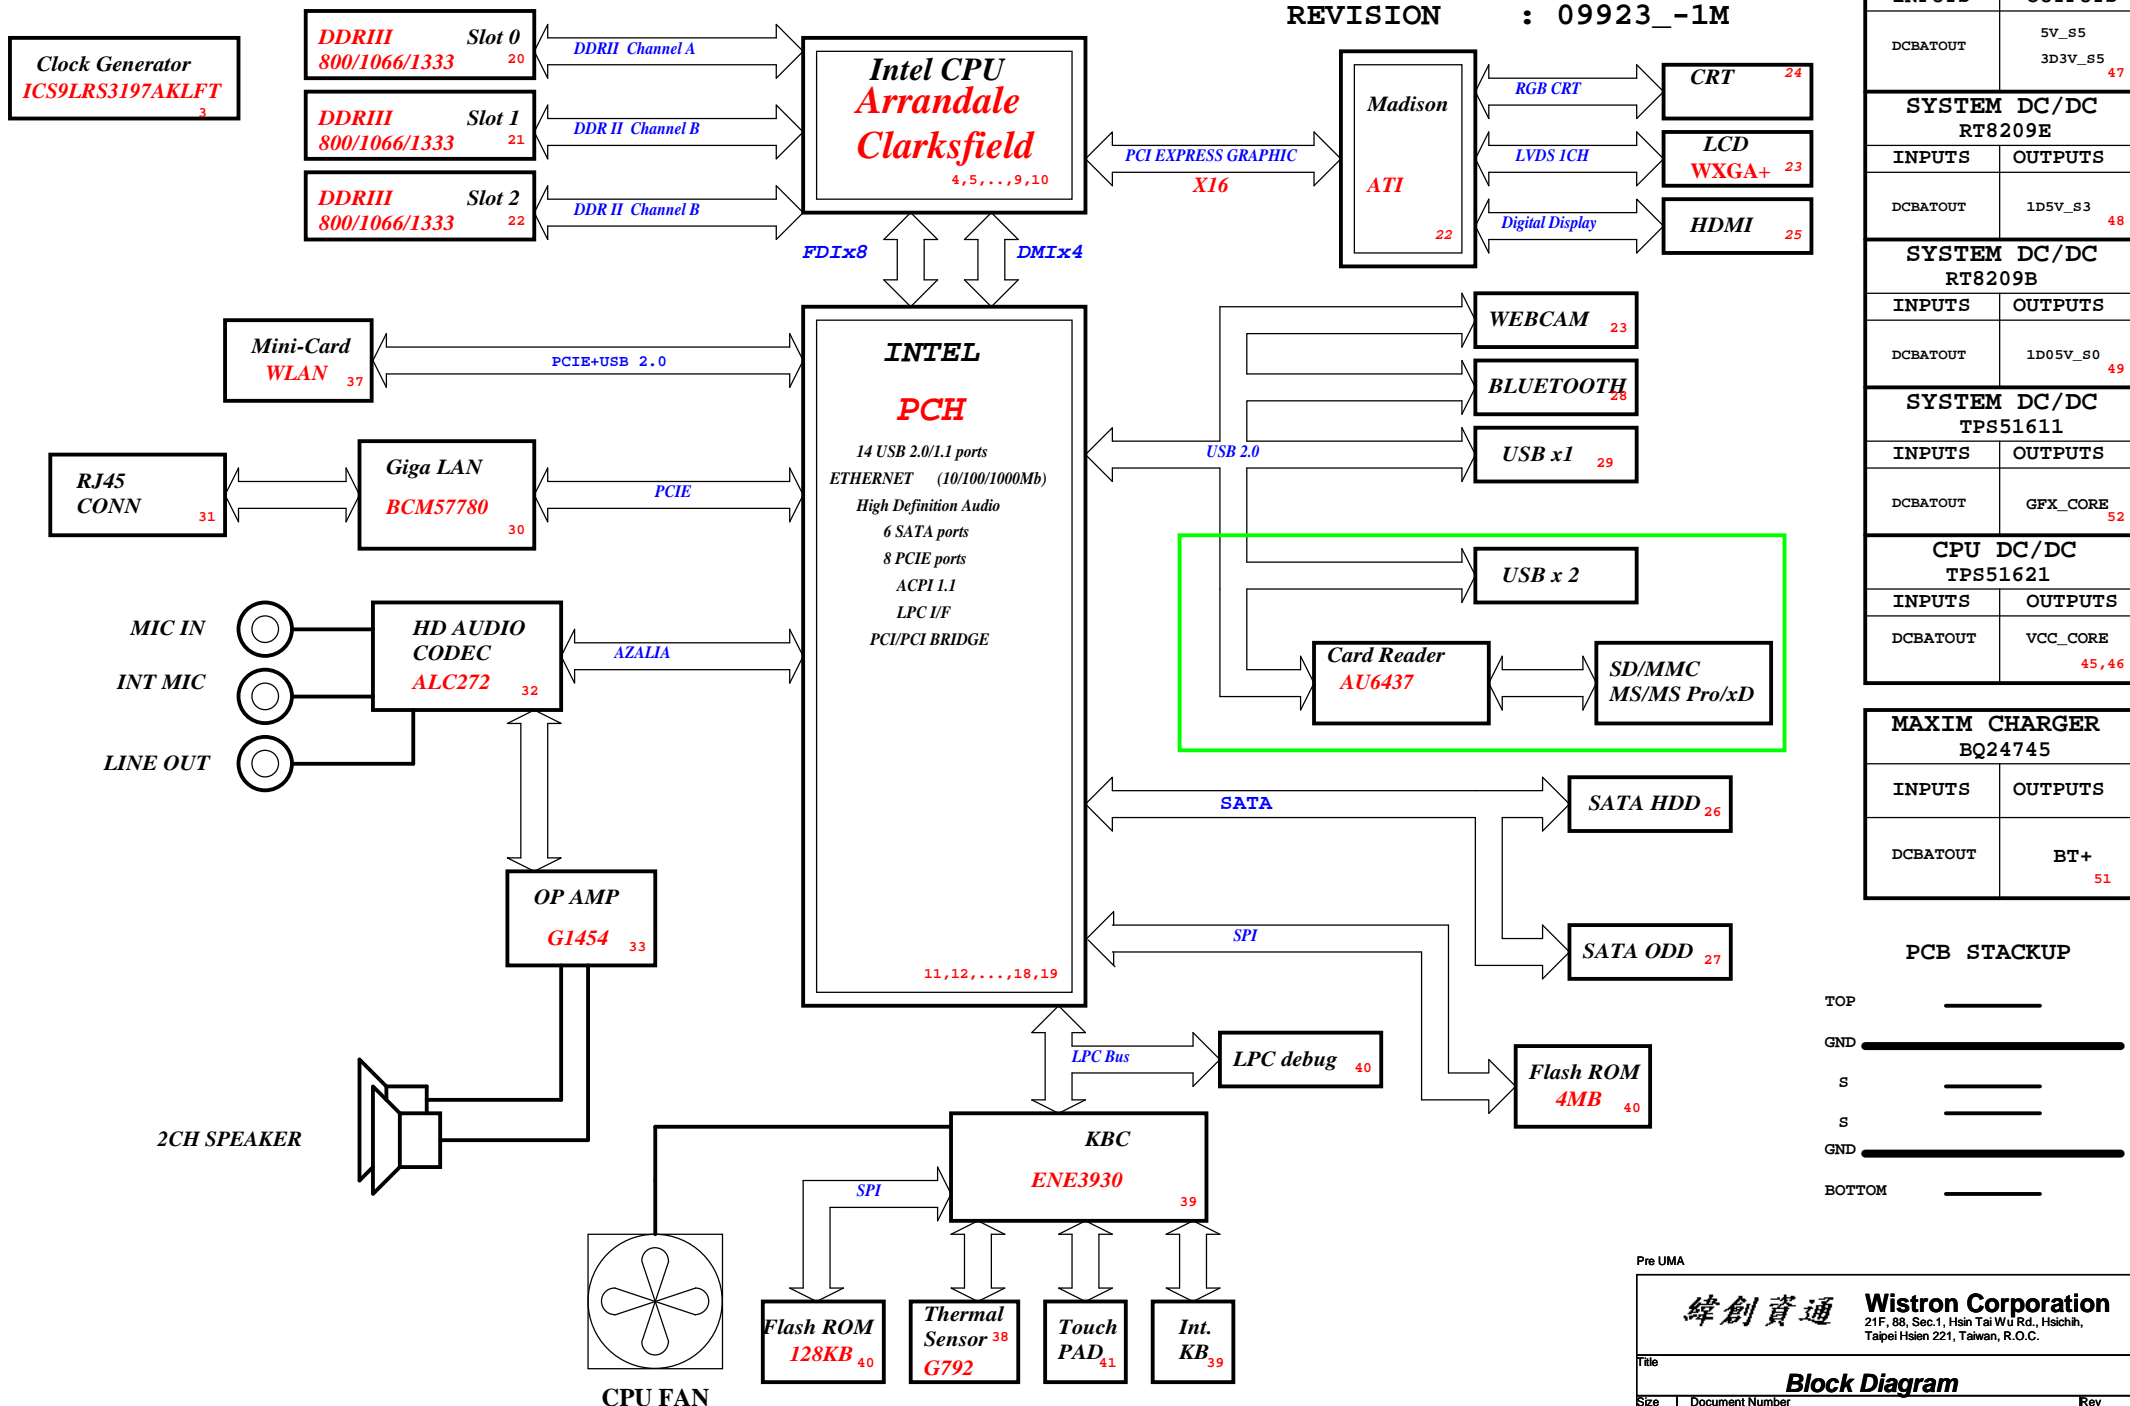 REVISION : 09923_-1M
Clock Generator
ICS9LRS3197AKLFT
3
DDRIII Slot 0
800/1066/1333 20
DDRII Channel A
DDRIII Slot 1
800/1066/1333 21
DDR II Channel B
DDRIII Slot 2
800/1066/1333 22
DDR II Channel B
Intel CPU
Arrandale
Clarksfield
4,5,..,9,10
PCI EXPRESS GRAPHIC
X16
Madison
ATI
22
RGB CRT
CRT 24
LVDS 1CH
LCD
WXGA+ 23
Digital Display
HDMI 25
FDIx8
DMIx4
Mini-Card
WLAN 37
PCIE+USB 2.0
RJ45
CONN
31
Giga LAN
BCM57780
30
PCIE
INTEL
PCH
14 USB 2.0/1.1 ports
ETHERNET (10/100/1000Mb)
High Definition Audio
6 SATA ports
8 PCIE ports
ACPI 1.1
LPC I/F
PCI/PCI BRIDGE
11,12,...,18,19
USB 2.0
WEBCAM 23
BLUETOOTH
28
USB x1 29
USB x 2
Card Reader
AU6437
SD/MMC
MS/MS Pro/xD
MIC IN
INT MIC
LINE OUT
HD AUDIO
CODEC
ALC272 32
AZALIA
OP AMP
G1454 33
2CH SPEAKER
SATA
SATA HDD 26
SATA ODD 27
SPI
Flash ROM
4MB 40
LPC Bus
LPC debug 40
KBC
ENE3930
39
SPI
CPU FAN
Flash ROM
128KB 40
Thermal
Sensor 38
G792
Touch
PAD 41
Int.
KB 39
INPUTS OUTPUTS
DCBATOUT
5V_S5
3D3V_S5
47
SYSTEM DC/DC
RT8209E
INPUTS OUTPUTS
DCBATOUT 1D5V_S3
48
SYSTEM DC/DC
RT8209B
INPUTS OUTPUTS
DCBATOUT 1D05V_S0
49
SYSTEM DC/DC
TPS51611
INPUTS OUTPUTS
DCBATOUT GFX_CORE
52
CPU DC/DC
TPS51621
INPUTS OUTPUTS
DCBATOUT VCC_CORE
45,46
MAXIM CHARGER
BQ24745
INPUTS OUTPUTS
DCBATOUT BT+
51
PCB STACKUP
TOP
GND
S
S
GND
BOTTOM
Pre UMA
緯創資通 Wistron Corporation
21F, 88, Sec.1, Hsin Tai Wu Rd., Hsichih,
Taipei Hsien 221, Taiwan, R.O.C.
Title
Block Diagram
Size Document Number Rev